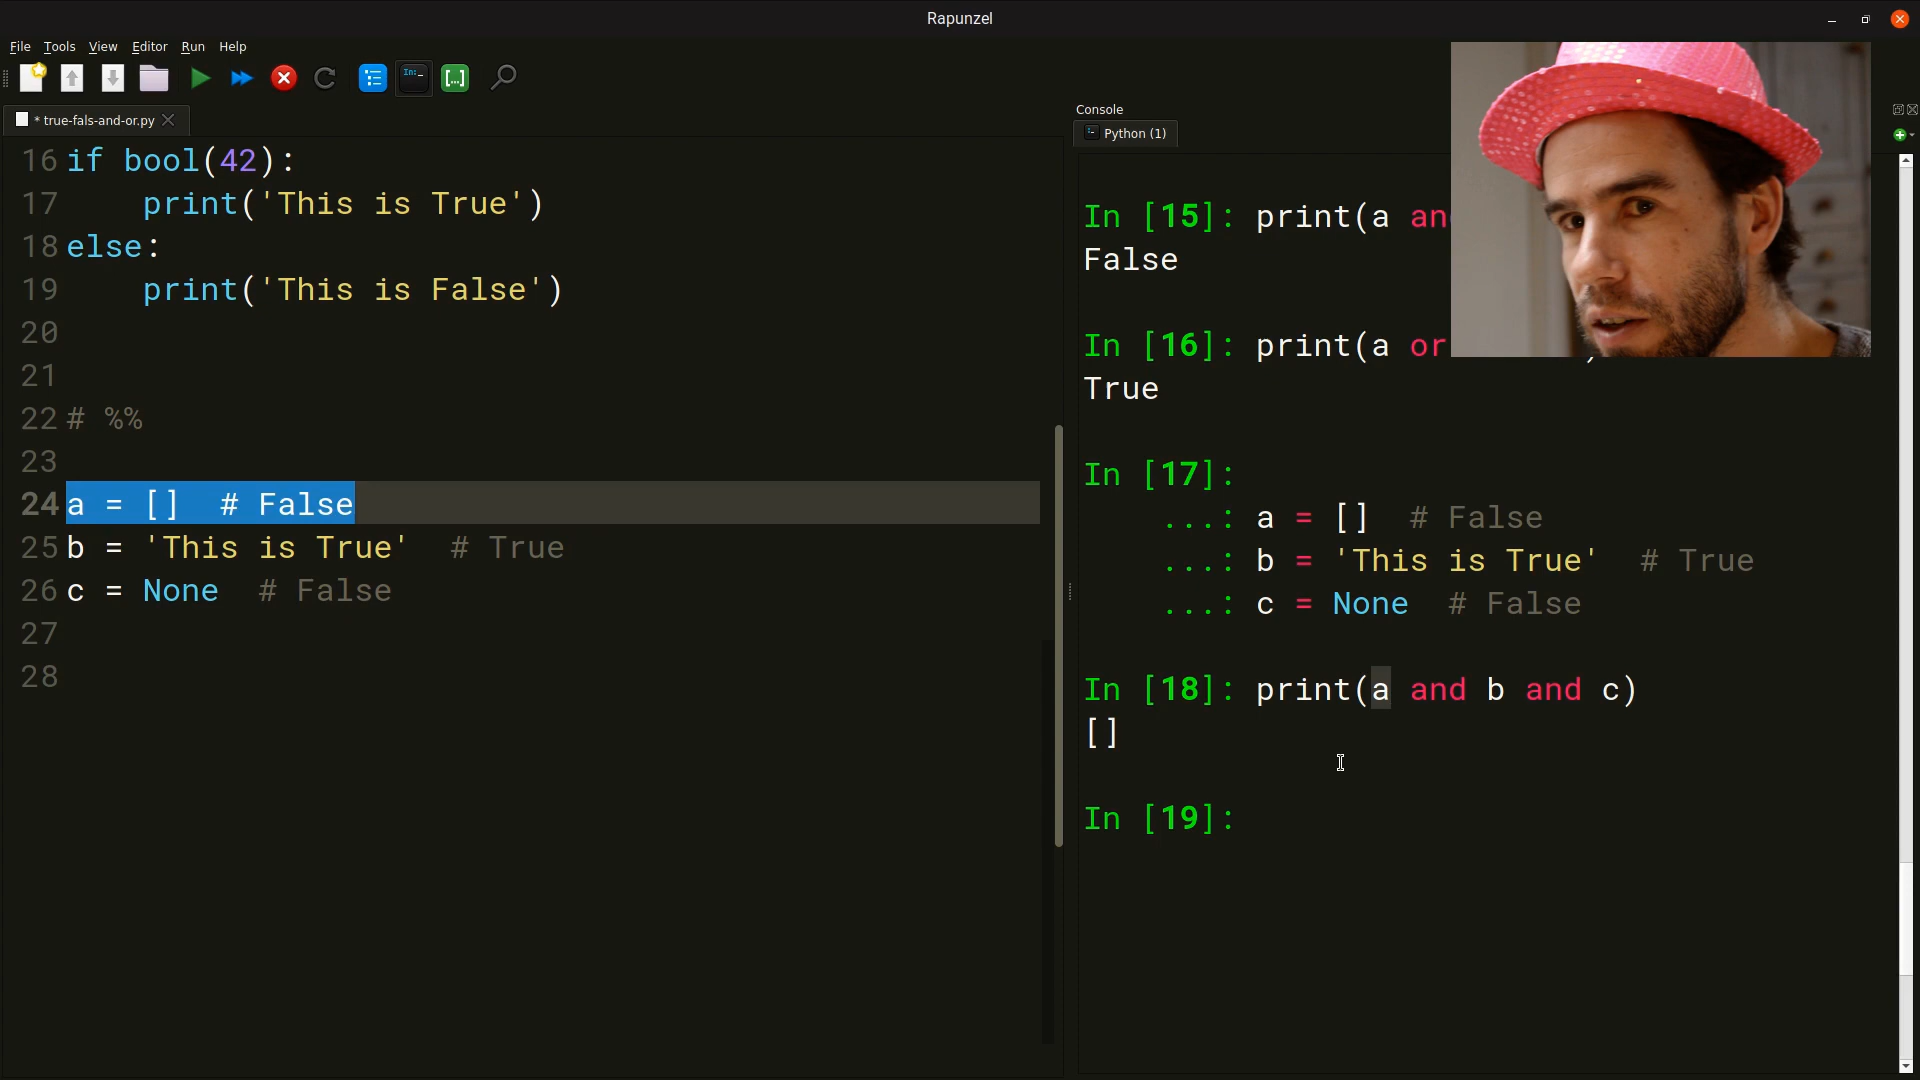 Rapunzel
File Tools View Editor Run Help
* true-fals-and-or.py
16 if bool(42):
17 print('This is True')
18 else:
19 print('This is False')
20
21
22 # %%
23
24 a = [] # False
25 b = 'This is True' # True
26 c = None # False
27
28
Console
Python (1)
In [15]: print(a
False
In [16]: print(a or
True
In [17]:
...: a = [] # False
...: b = 'This is True' # True
...: c = None # False
In [18]: print(a and b and c)
[]
In [19]: